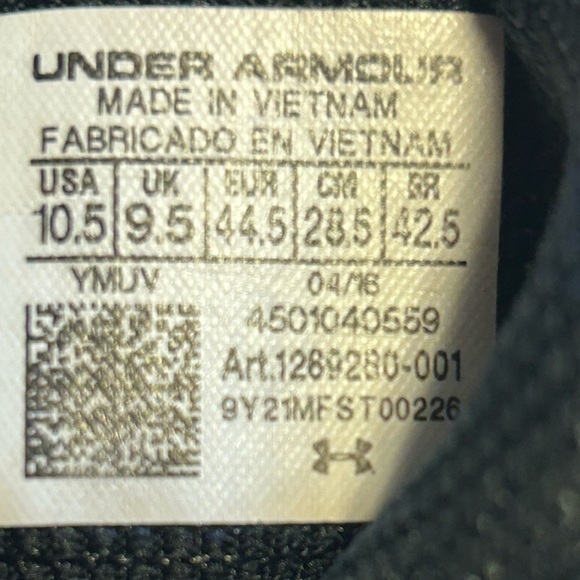 UNDER ARMOUR
MADE IN VIETNAM
FABRICADO EN VIETNAM
USA UK EUR CM BR
10.5 9.5 44.5 28.5 42.5
YMUV 04/16
4501040559
Art.1269280-001
9Y21MFST00226